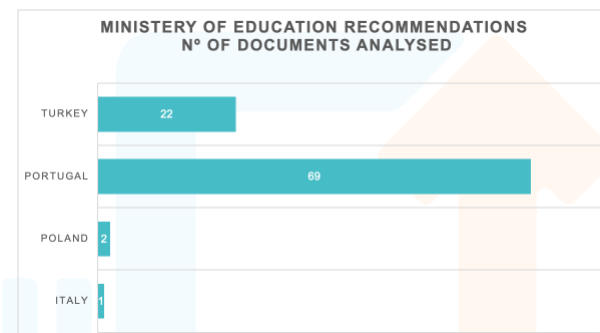 MINISTERY OF EDUCATION RECOMMENDATIONS
Nº OF DOCUMENTS ANALYSED
TURKEY 22
PORTUGAL 69
POLAND 2
ITALY 1